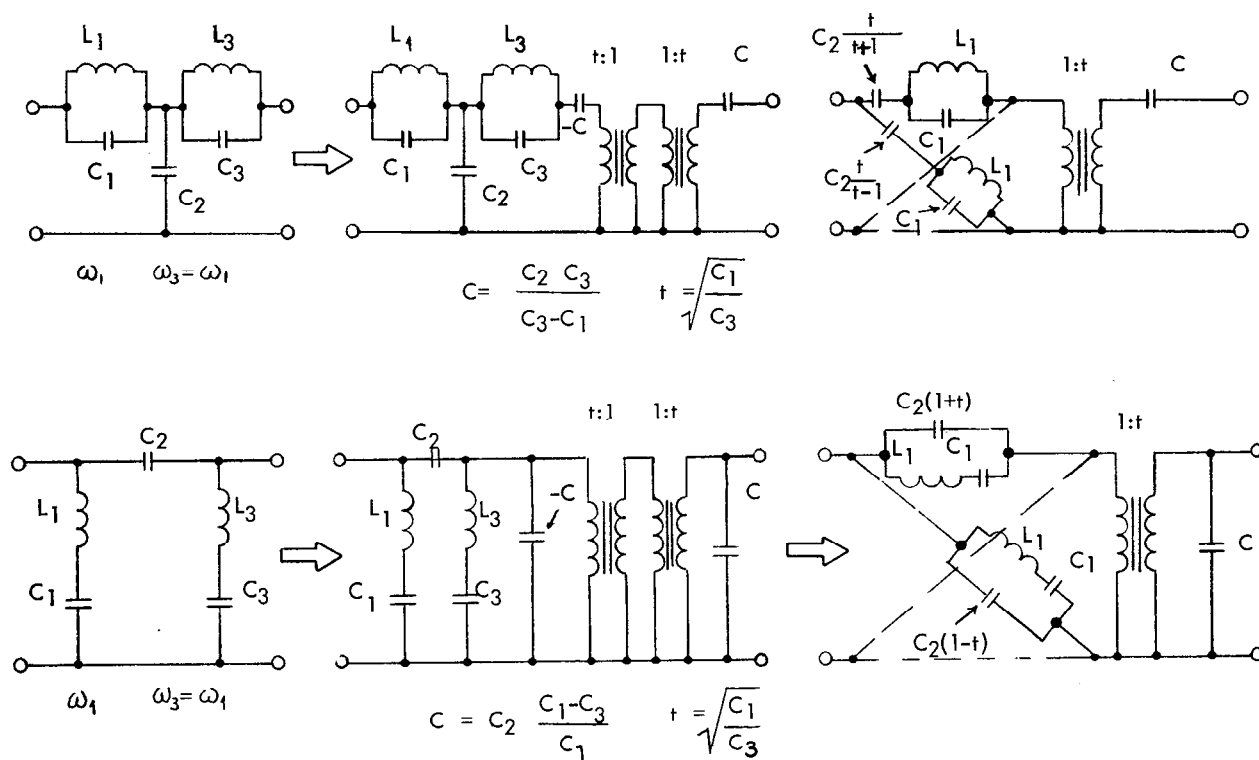 L1 L3
C1 C3
C2
ω1 ω3=ω1
L1 L3 t:1 1:t C
-C
C1 C3
C2
C= C2 C3 / C3-C1 t = √C1/C3
C2 t/t+1 L1 1:t C
C1
C2 t/t-1 L1
C1
C2
L1 L3
C1 C3
ω1 ω3=ω1
t:1 1:t
C2
L1 L3 -C C
C1 C3
C = C2 C1-C3 / C1 t = √C1/C3
C2(1+t) 1:t
L1 C1
L1 C1 C
C2(1-t)